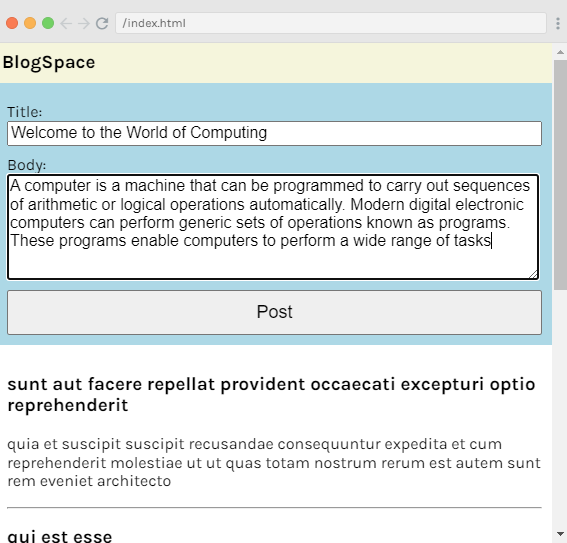 /index.html
BlogSpace
Title:
Welcome to the World of Computing
Body:
A computer is a machine that can be programmed to carry out sequences
of arithmetic or logical operations automatically. Modern digital electronic
computers can perform generic sets of operations known as programs.
These programs enable computers to perform a wide range of tasks
Post
sunt aut facere repellat provident occaecati excepturi optio
reprehenderit
quia et suscipit suscipit recusandae consequuntur expedita et cum
reprehenderit molestiae ut ut quas totam nostrum rerum est autem sunt
rem eveniet architecto
qui est esse